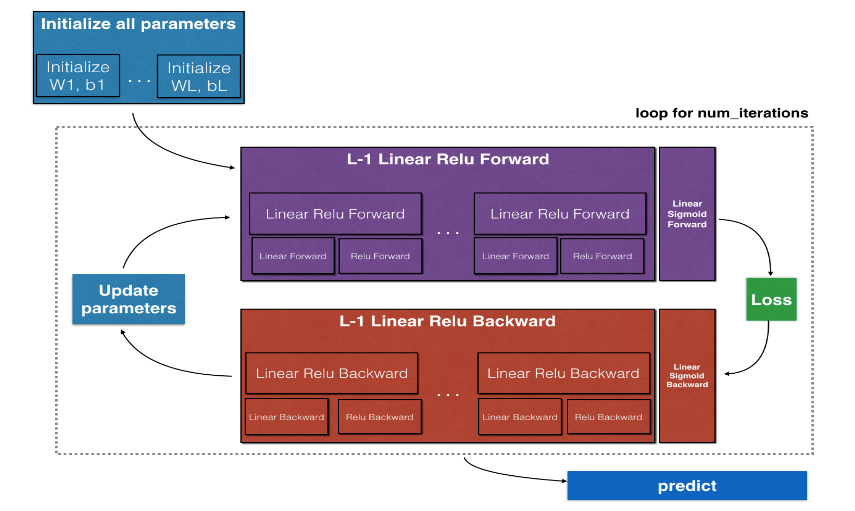 Initialize all parameters
Initialize
W1, b1
. . .
Initialize
WL, bL
loop for num_iterations
L-1 Linear Relu Forward
Linear Relu Forward
Linear Forward
Relu Forward
. . .
Linear Relu Forward
Linear Forward
Relu Forward
Linear
Sigmoid
Forward
Update
parameters
Loss
L-1 Linear Relu Backward
Linear Relu Backward
Linear Backward
Relu Backward
. . .
Linear Relu Backward
Linear Backward
Relu Backward
Linear
Sigmoid
Backward
predict